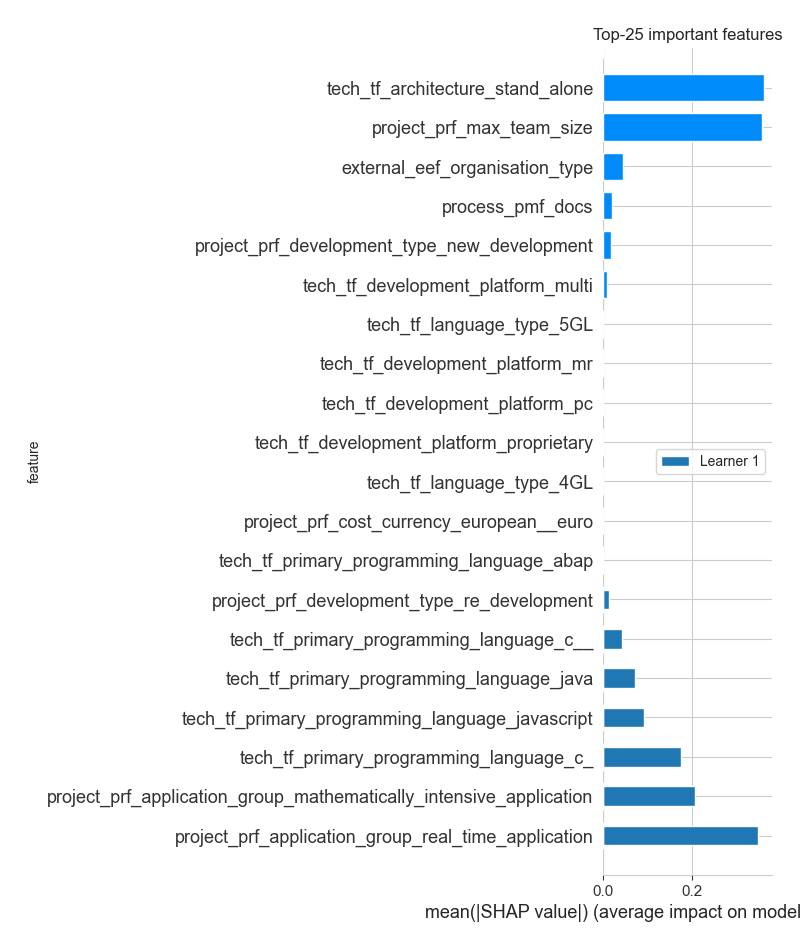 Top-25 important features
tech_tf_architecture_stand_alone
project_prf_max_team_size
external_eef_organisation_type
process_pmf_docs
project_prf_development_type_new_development
tech_tf_development_platform_multi
tech_tf_language_type_5GL
tech_tf_development_platform_mr
tech_tf_development_platform_pc
tech_tf_development_platform_proprietary
feature
Learner 1
tech_tf_language_type_4GL
project_prf_cost_currency_european__euro
tech_tf_primary_programming_language_abap
project_prf_development_type_re_development
tech_tf_primary_programming_language_c__
tech_tf_primary_programming_language_java
tech_tf_primary_programming_language_javascript
tech_tf_primary_programming_language_c_
project_prf_application_group_mathematically_intensive_application
project_prf_application_group_real_time_application
0.0 0.2
mean(|SHAP value|) (average impact on model